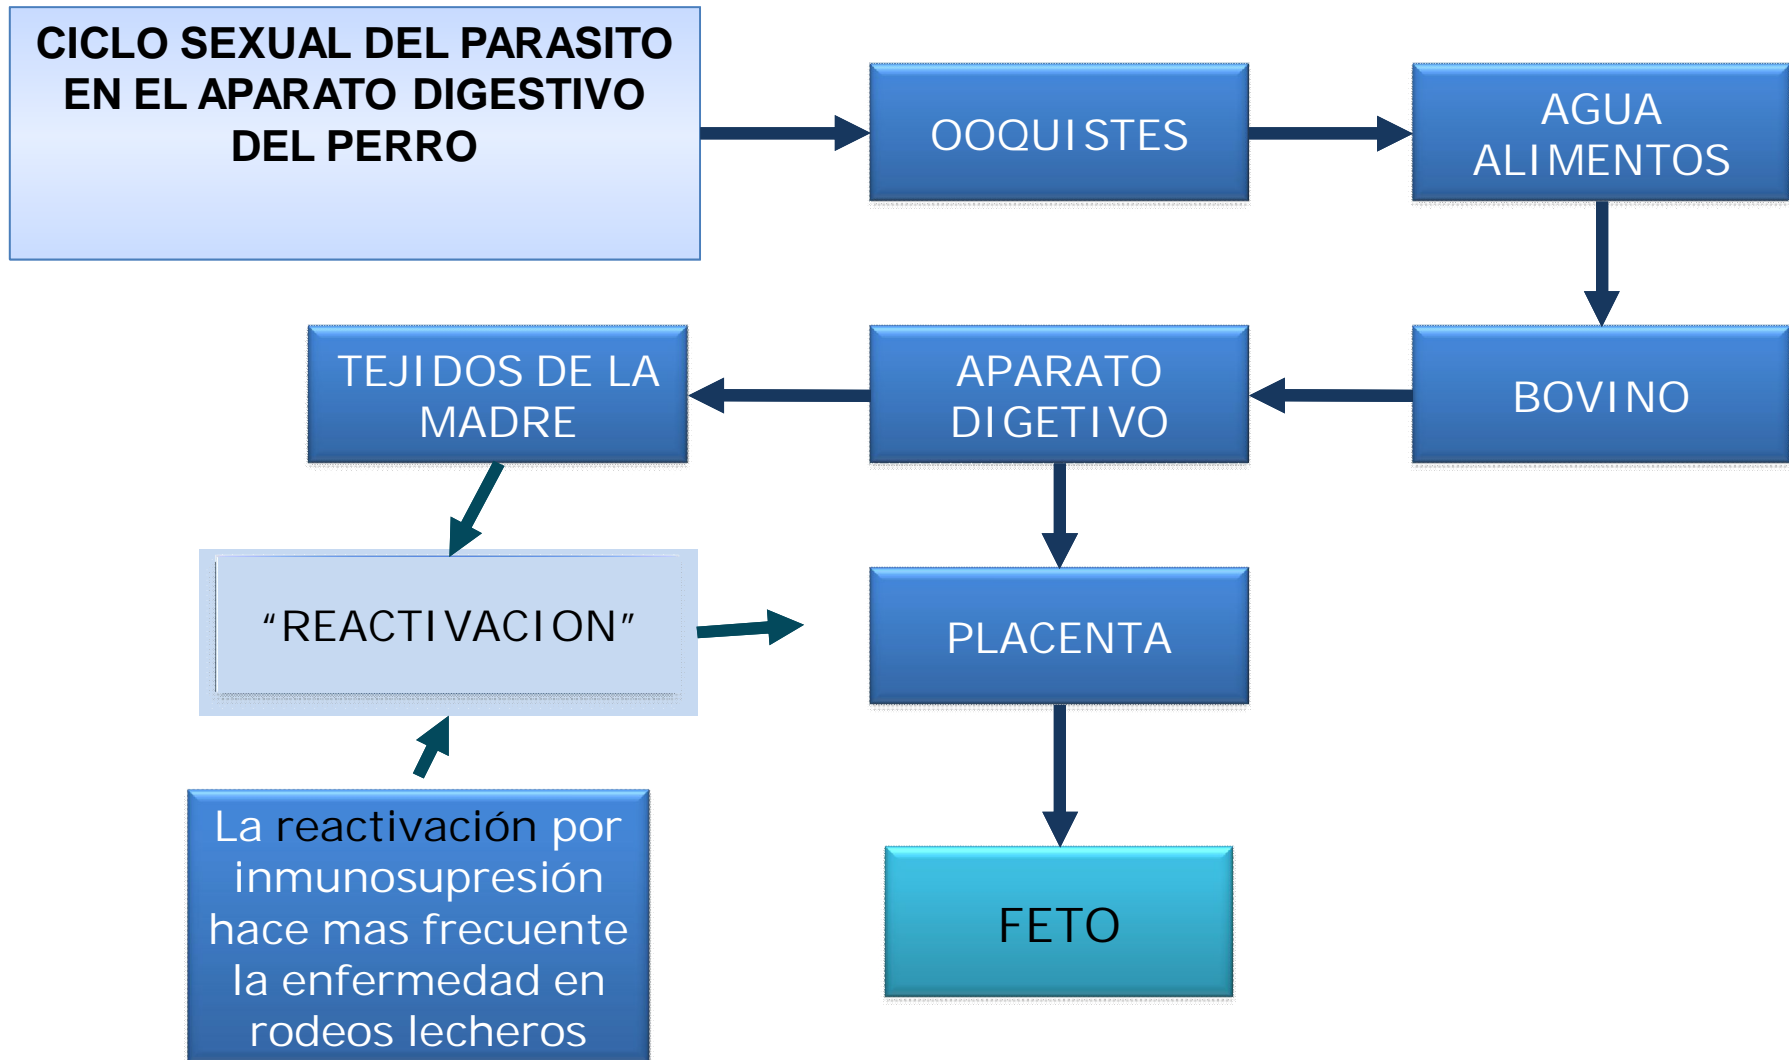 CICLO SEXUAL DEL PARASITO
EN EL APARATO DIGESTIVO
DEL PERRO
OOQUISTES
AGUA
ALIMENTOS
TEJIDOS DE LA
MADRE
APARATO
DIGETIVO
BOVINO
“REACTIVACION”
PLACENTA
La reactivación por
inmunosupresión
hace mas frecuente
la enfermedad en
rodeos lecheros
FETO